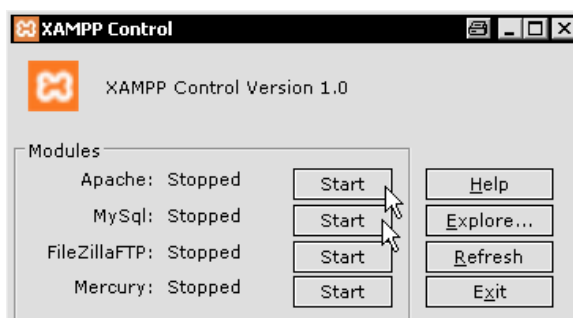 XAMPP Control
XAMPP Control Version 1.0
Modules
Apache: Stopped Start Help
MySql: Stopped Start Explore...
FileZillaFTP: Stopped Start Refresh
Mercury: Stopped Start Exit